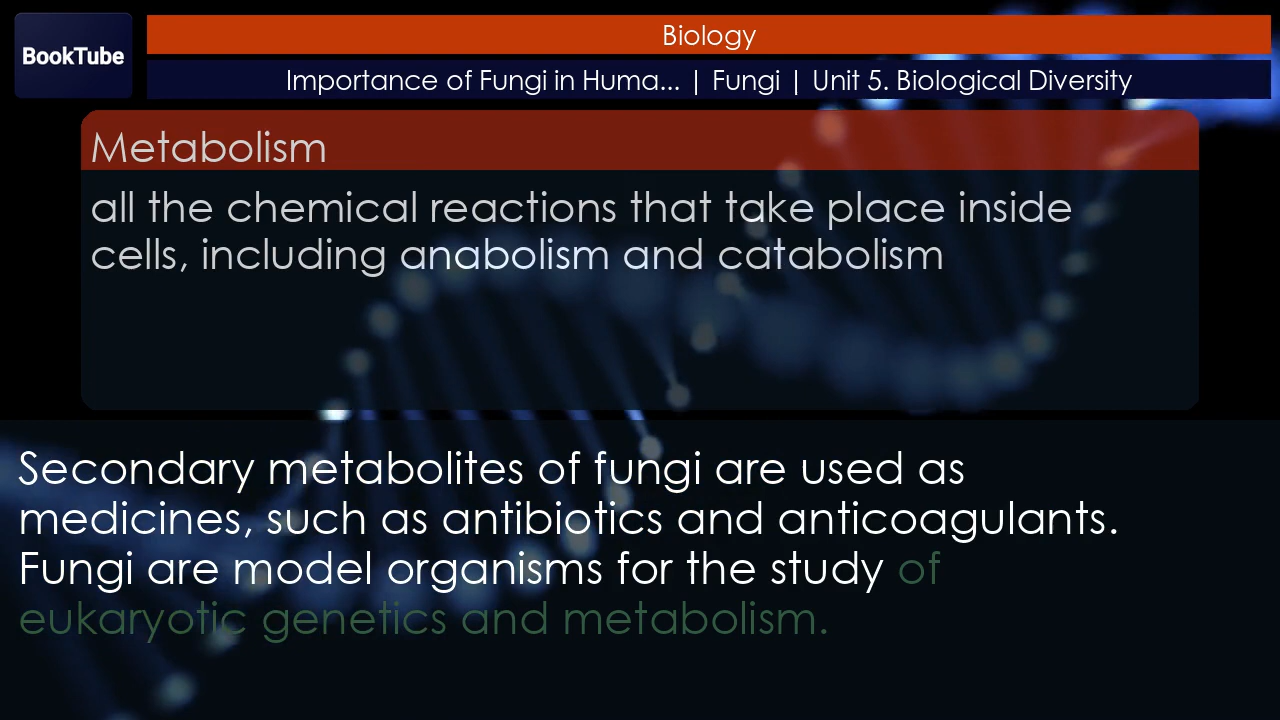 BookTube
Biology
Importance of Fungi in Huma... | Fungi | Unit 5. Biological Diversity
Metabolism
all the chemical reactions that take place inside
cells, including anabolism and catabolism
Secondary metabolites of fungi are used as
medicines, such as antibiotics and anticoagulants.
Fungi are model organisms for the study of
eukaryotic genetics and metabolism.